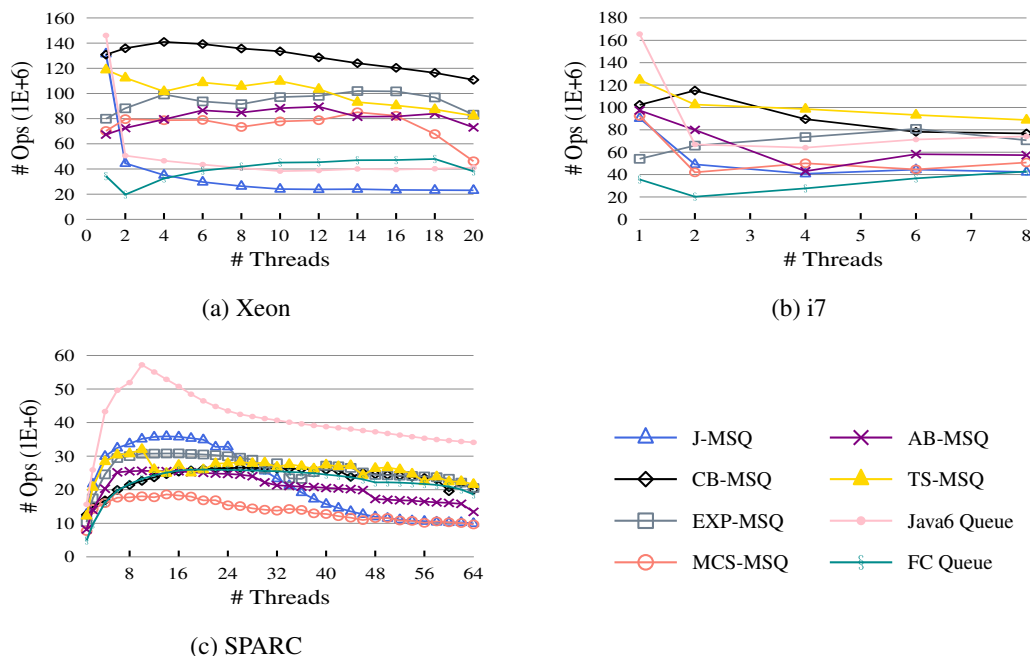 160
140
120
100
80
60
40
20
0
# Ops (1E+6)
0 2 4 6 8 10 12 14 16 18 20
# Threads
(a) Xeon
180
160
140
120
100
80
60
40
20
0
# Ops (1E+6)
1 2 3 4 5 6 7 8
# Threads
(b) i7
60
50
40
30
20
10
0
# Ops (1E+6)
8 16 24 32 40 48 56 64
# Threads
(c) SPARC
J-MSQ
CB-MSQ
EXP-MSQ
MCS-MSQ
AB-MSQ
TS-MSQ
Java6 Queue
FC Queue